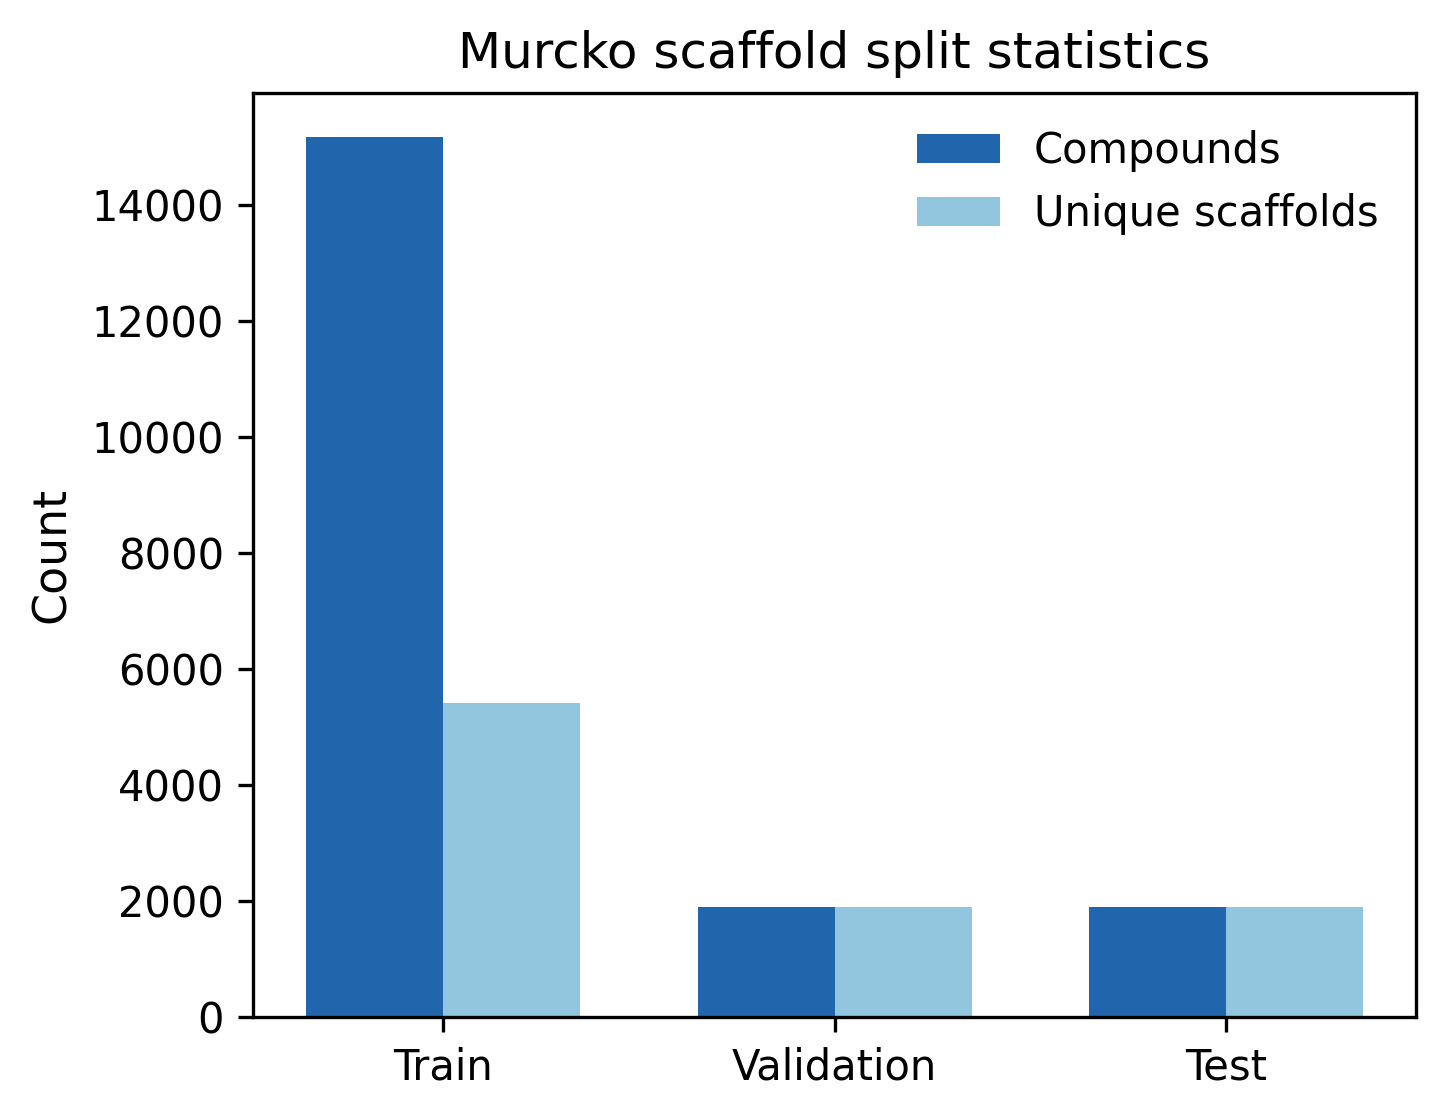 Murcko scaffold split statistics
Compounds
Unique scaffolds
Count
14000
12000
10000
8000
6000
4000
2000
0
Train
Validation
Test